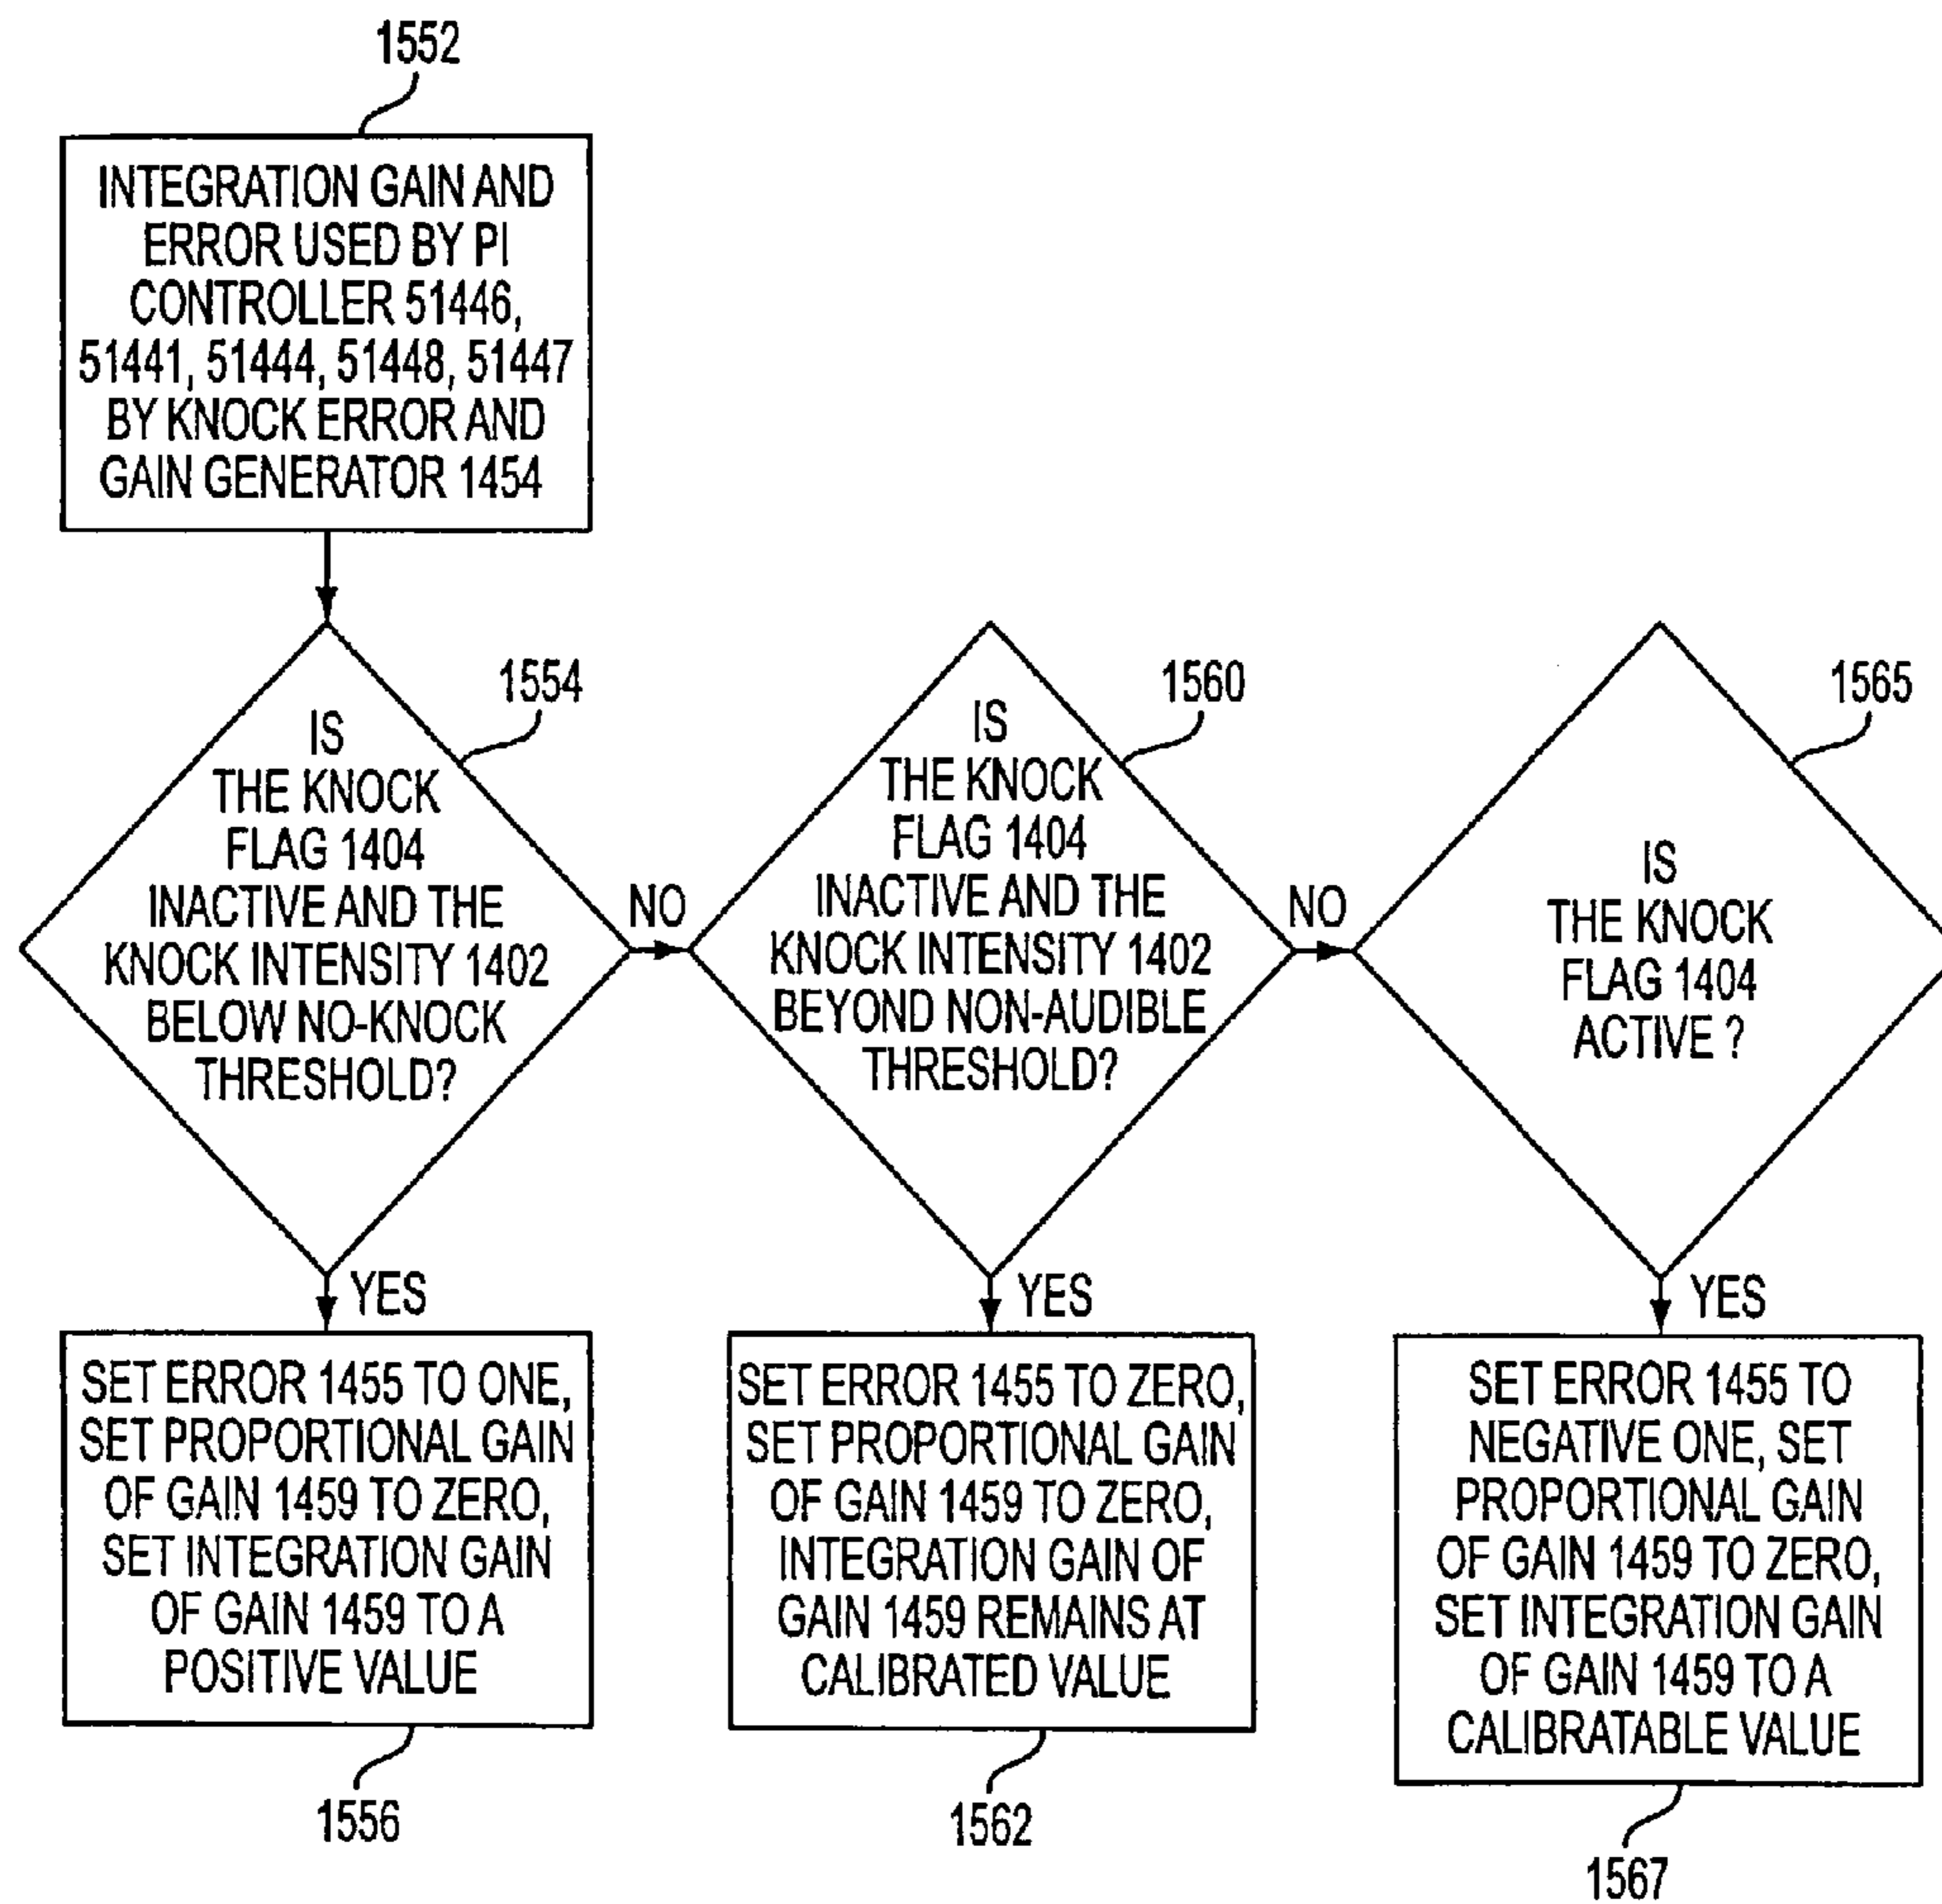 1552
INTEGRATION GAIN AND
ERROR USED BY PI
CONTROLLER 51446,
51441, 51444, 51448, 51447
BY KNOCK ERROR AND
GAIN GENERATOR 1454
1554
IS
THE KNOCK
FLAG 1404
INACTIVE AND THE
KNOCK INTENSITY 1402
BELOW NO-KNOCK
THRESHOLD?
NO
YES
1560
IS
THE KNOCK
FLAG 1404
INACTIVE AND THE
KNOCK INTENSITY 1402
BEYOND NON-AUDIBLE
THRESHOLD?
NO
YES
1565
IS
THE KNOCK
FLAG 1404
ACTIVE ?
YES
SET ERROR 1455 TO ONE,
SET PROPORTIONAL GAIN
OF GAIN 1459 TO ZERO,
SET INTEGRATION GAIN
OF GAIN 1459 TO A
POSITIVE VALUE
1556
SET ERROR 1455 TO ZERO,
SET PROPORTIONAL GAIN
OF GAIN 1459 TO ZERO,
INTEGRATION GAIN OF
GAIN 1459 REMAINS AT
CALIBRATED VALUE
1562
SET ERROR 1455 TO
NEGATIVE ONE, SET
PROPORTIONAL GAIN
OF GAIN 1459 TO ZERO,
SET INTEGRATION GAIN
OF GAIN 1459 TO A
CALIBRATABLE VALUE
1567